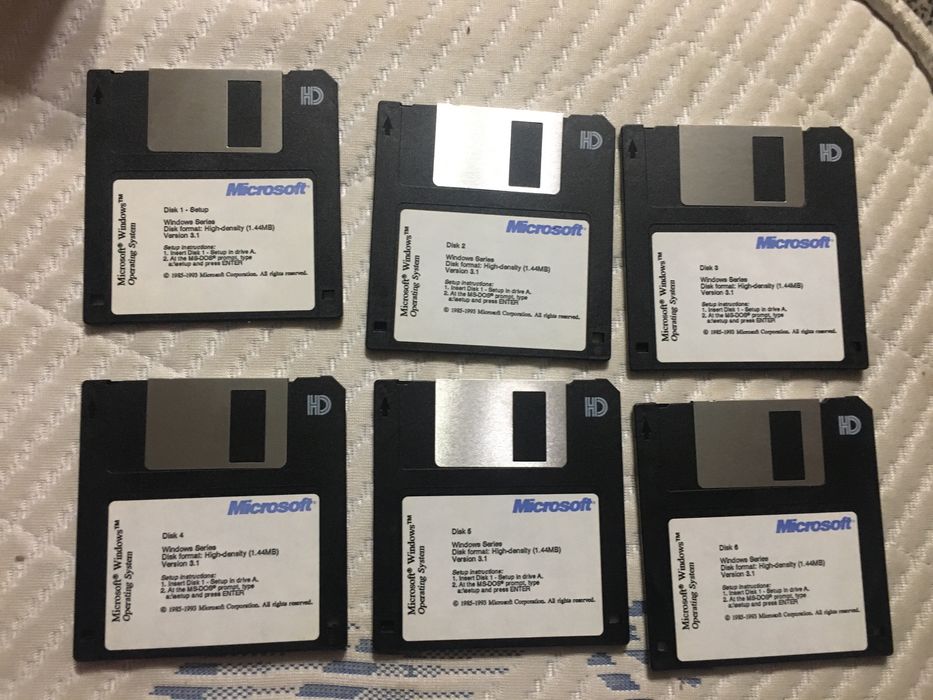 HD
Microsoft®
Microsoft® Windows™
Operating System
Disk 1 - Setup
Windows Series
Disk format: High-density (1.44MB)
Version 3.1
Setup Instructions:
1. Insert Disk 1 - Setup in drive A.
2. At the MS-DOS® prompt, type
a:\setup and press ENTER
© 1985-1993 Microsoft Corporation. All rights reserved.
HD
Microsoft®
Microsoft® Windows™
Operating System
Disk 2
Windows Series
Disk format: High-density (1.44MB)
Version 3.1
Setup Instructions:
1. Insert Disk 1 - Setup in drive A.
2. At the MS-DOS® prompt, type
a:\setup and press ENTER
© 1985-1993 Microsoft Corporation. All rights reserved.
HD
Microsoft®
Microsoft® Windows™
Operating System
Disk 3
Windows Series
Disk format: High-density (1.44MB)
Version 3.1
Setup Instructions:
1. Insert Disk 1 - Setup in drive A.
2. At the MS-DOS® prompt, type
a:\setup and press ENTER
© 1985-1993 Microsoft Corporation. All rights reserved.
HD
Microsoft®
Microsoft® Windows™
Operating System
Disk 4
Windows Series
Disk format: High-density (1.44MB)
Version 3.1
Setup Instructions:
1. Insert Disk 1 - Setup in drive A.
2. At the MS-DOS® prompt, type
a:\setup and press ENTER
© 1985-1993 Microsoft Corporation. All rights reserved.
HD
Microsoft®
Microsoft® Windows™
Operating System
Disk 5
Windows Series
Disk format: High-density (1.44MB)
Version 3.1
Setup Instructions:
1. Insert Disk 1 - Setup in drive A.
2. At the MS-DOS® prompt, type
a:\setup and press ENTER
© 1985-1993 Microsoft Corporation. All rights reserved.
HD
Microsoft®
Microsoft® Windows™
Operating System
Disk 6
Windows Series
Disk format: High-density (1.44MB)
Version 3.1
Setup Instructions:
1. Insert Disk 1 - Setup in drive A.
2. At the MS-DOS® prompt, type
a:\setup and press ENTER
© 1985-1993 Microsoft Corporation. All rights reserved.